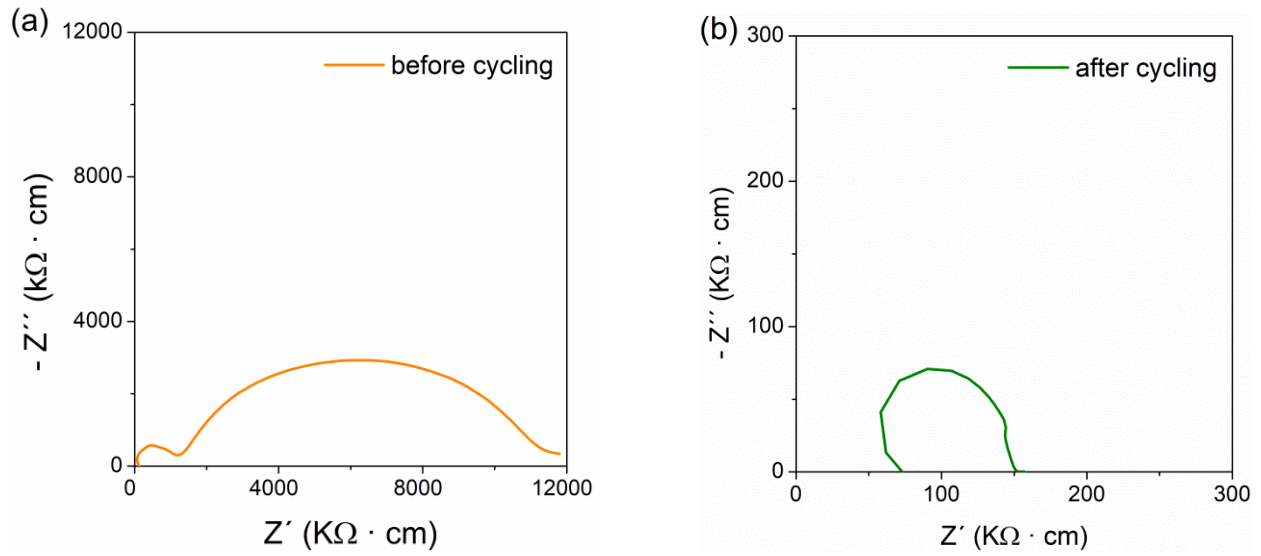 (a)
12000
before cycling
8000
- Z´´ (kΩ · cm)
4000
0
0 4000 8000 12000
Z´ (KΩ · cm)
(b)
300
after cycling
200
- Z´´ (KΩ · cm)
100
0
0 100 200 300
Z´ (KΩ · cm)